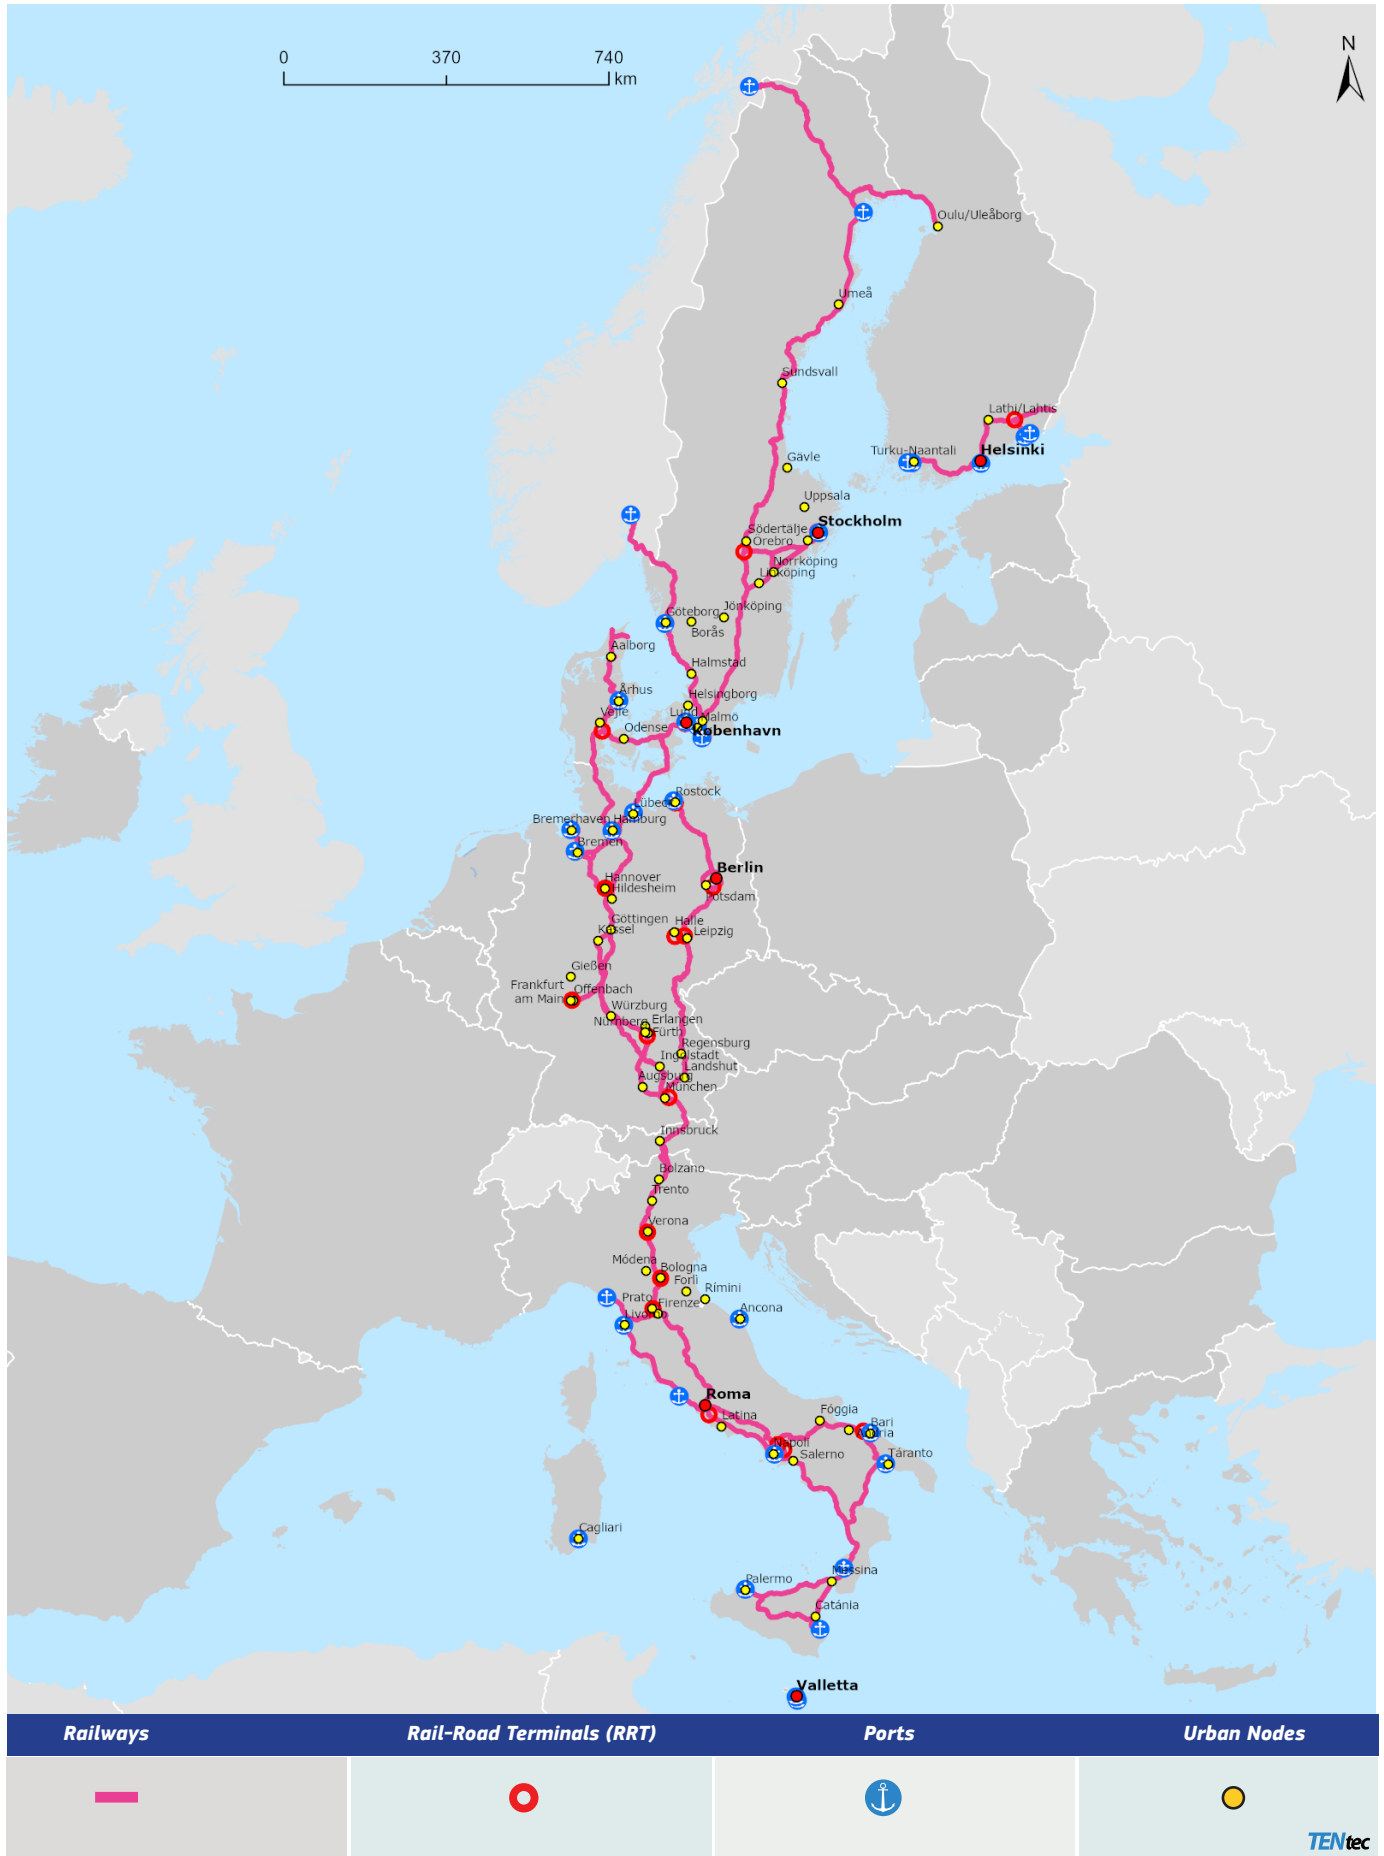 0 370 740
km
N
Oulu/Uleåborg
Umeå
Sundsvall
Lathi/Lahtis
Turku-Naantali
Helsinki
Gävle
Uppsala
Stockholm
Södertälje
Örebro
Norrköping
Linköping
Jönköping
Göteborg
Borås
Aalborg
Halmstad
Århus
Helsingborg
Vejle
Lund
Malmö
Odense
København
Rostock
Lübeck
Bremerhaven
Hamburg
Bremen
Berlin
Hannover
Hildesheim
Potsdam
Göttingen
Halle
Kassel
Leipzig
Gießen
Frankfurt
am Main
Offenbach
Würzburg
Nürnberg
Erlangen
Fürth
Regensburg
Ingolstadt
Landshut
Augsburg
München
Innsbruck
Bolzano
Trento
Verona
Módena
Bologna
Forlì
Rímini
Prato
Firenze
Ancona
Livorno
Roma
Latina
Fóggia
Bari
Andria
Napoli
Salerno
Táranto
Cagliari
Messina
Palermo
Catánia
Valletta
Railways
Rail-Road Terminals (RRT)
Ports
Urban Nodes
TENtec